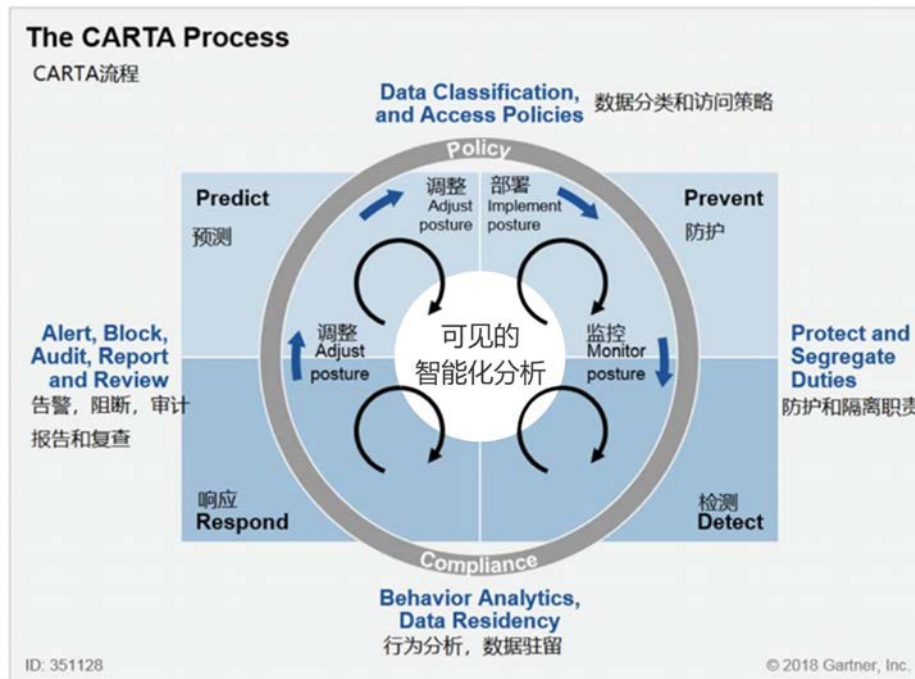 The CARTA Process
CARTA流程
Data Classification,
and Access Policies
数据分类和访问策略
Policy
Predict
预测
调整
Adjust
posture
部署
Implement
posture
Prevent
防护
Alert, Block,
Audit, Report
and Review
告警，阻断，审计
报告和复查
调整
Adjust
posture
可见的
智能化分析
监控
Monitor
posture
Protect and
Segregate
Duties
防护和隔离职责
响应
Respond
检测
Detect
Compliance
Behavior Analytics,
Data Residency
行为分析，数据驻留
ID: 351128
© 2018 Gartner, Inc.